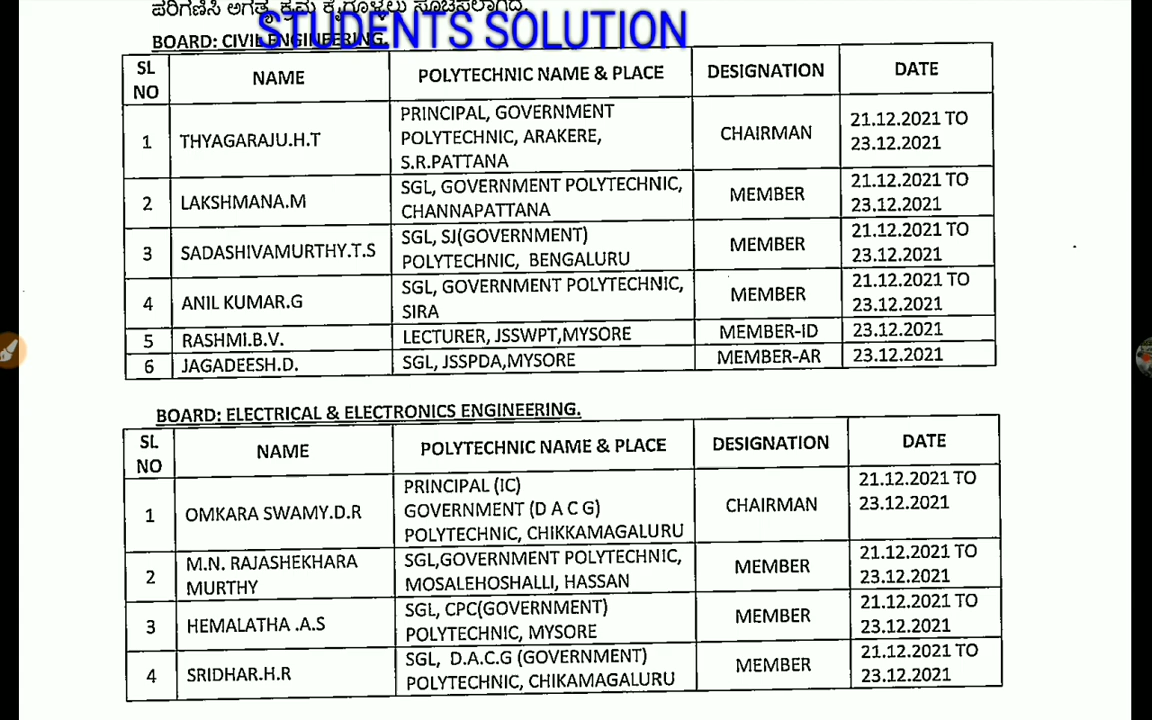 ಪರಿಗಣಿಸಿ ಅಗತ್ಯ ಕ್ರಮ ಕೈಗೊಳ್ಳಲು ಸೂಚಿಸಲಾಗಿದೆ.
STUDENTS SOLUTION
BOARD: CIVIL ENGINEERING.
SL NO NAME POLYTECHNIC NAME & PLACE DESIGNATION DATE
1 THYAGARAJU.H.T PRINCIPAL, GOVERNMENT POLYTECHNIC, ARAKERE, S.R.PATTANA CHAIRMAN 21.12.2021 TO 23.12.2021
2 LAKSHMANA.M SGL, GOVERNMENT POLYTECHNIC, CHANNAPATTANA MEMBER 21.12.2021 TO 23.12.2021
3 SADASHIVAMURTHY.T.S SGL, SJ(GOVERNMENT) POLYTECHNIC, BENGALURU MEMBER 21.12.2021 TO 23.12.2021
4 ANIL KUMAR.G SGL, GOVERNMENT POLYTECHNIC, SIRA MEMBER 21.12.2021 TO 23.12.2021
5 RASHMI.B.V. LECTURER, JSSWPT,MYSORE MEMBER-ID 23.12.2021
6 JAGADEESH.D. SGL, JSSPDA,MYSORE MEMBER-AR 23.12.2021
BOARD: ELECTRICAL & ELECTRONICS ENGINEERING.
SL NO NAME POLYTECHNIC NAME & PLACE DESIGNATION DATE
1 OMKARA SWAMY.D.R PRINCIPAL (IC) GOVERNMENT (D A C G) POLYTECHNIC, CHIKKAMAGALURU CHAIRMAN 21.12.2021 TO 23.12.2021
2 M.N. RAJASHEKHARA MURTHY SGL,GOVERNMENT POLYTECHNIC, MOSALEHOSHALLI, HASSAN MEMBER 21.12.2021 TO 23.12.2021
3 HEMALATHA .A.S SGL, CPC(GOVERNMENT) POLYTECHNIC, MYSORE MEMBER 21.12.2021 TO 23.12.2021
4 SRIDHAR.H.R SGL, D.A.C.G (GOVERNMENT) POLYTECHNIC, CHIKAMAGALURU MEMBER 21.12.2021 TO 23.12.2021